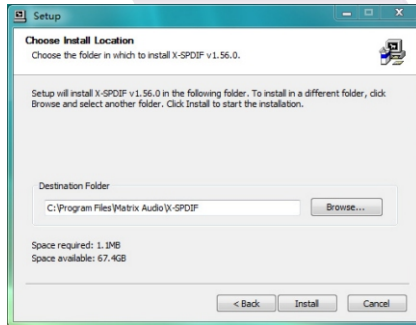 Setup
Choose Install Location
Choose the folder in which to install X-SPDIF v1.56.0.
Setup will install X-SPDIF v1.56.0 in the following folder. To install in a different folder, click
Browse and select another folder. Click Install to start the installation.
Destination Folder
C:\Program Files\Matrix Audio\X-SPDIF
Browse...
Space required: 1.1MB
Space available: 67.4GB
< Back
Install
Cancel